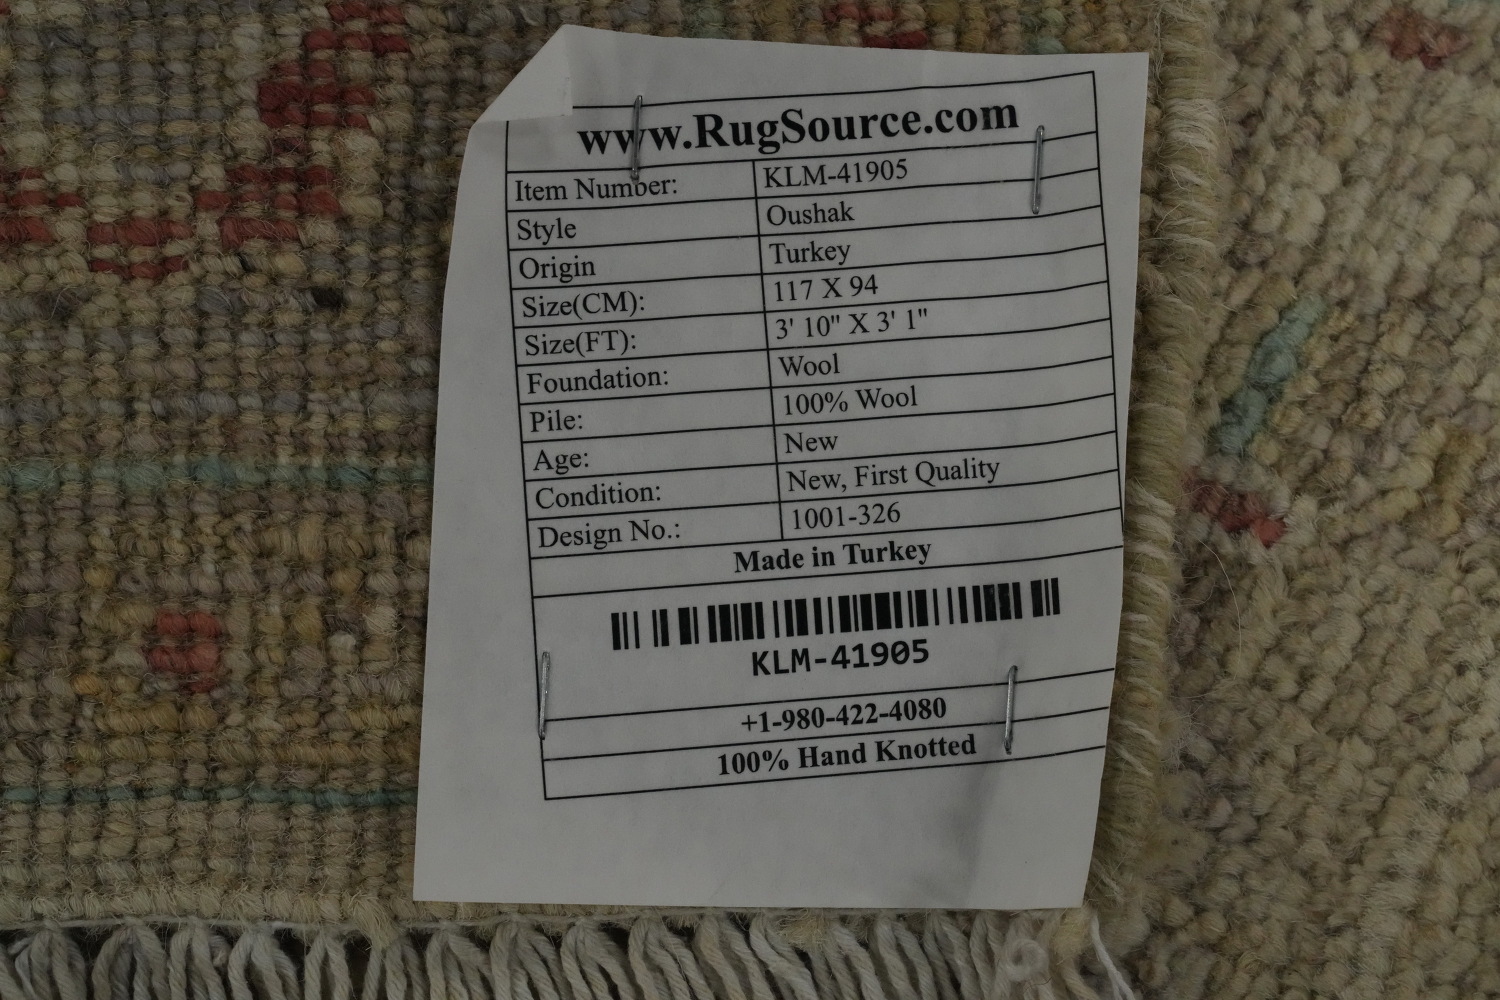 www.RugSource.com
Item Number: KLM-41905
Style Oushak
Origin Turkey
Size(CM): 117 X 94
Size(FT): 3' 10" X 3' 1"
Foundation: Wool
Pile: 100% Wool
Age: New
Condition: New, First Quality
Design No.: 1001-326
Made in Turkey
KLM-41905
+1-980-422-4080
100% Hand Knotted